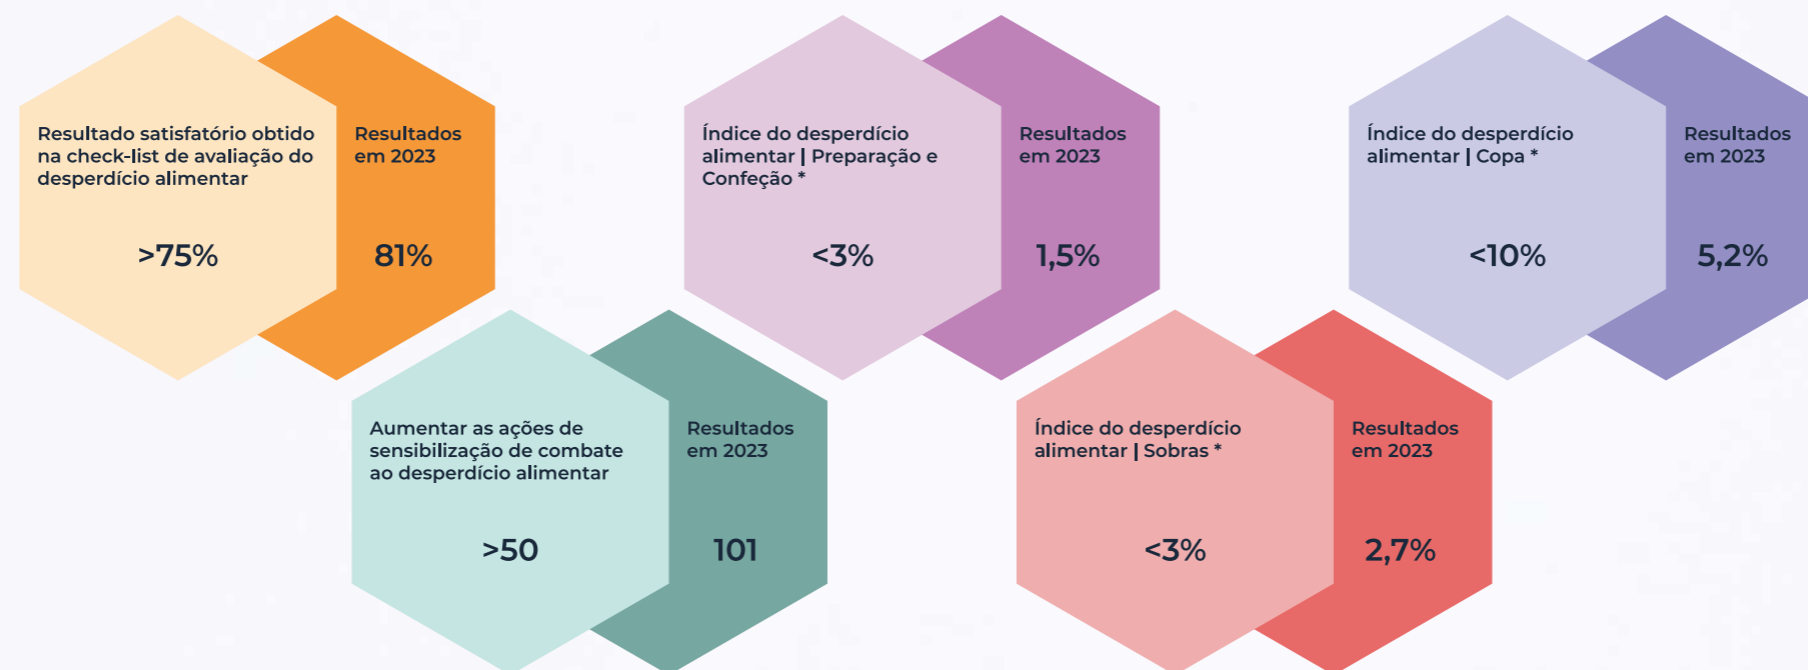 Resultado satisfatório obtido
na check-list de avaliação do
desperdício alimentar
>75%
Resultados
em 2023
81%
Aumentar as ações de
sensibilização de combate
ao desperdício alimentar
>50
Resultados
em 2023
101
Índice do desperdício
alimentar | Preparação e
Confeção *
<3%
Resultados
em 2023
1,5%
Índice do desperdício
alimentar | Sobras *
<3%
Resultados
em 2023
2,7%
Índice do desperdício
alimentar | Copa *
<10%
Resultados
em 2023
5,2%